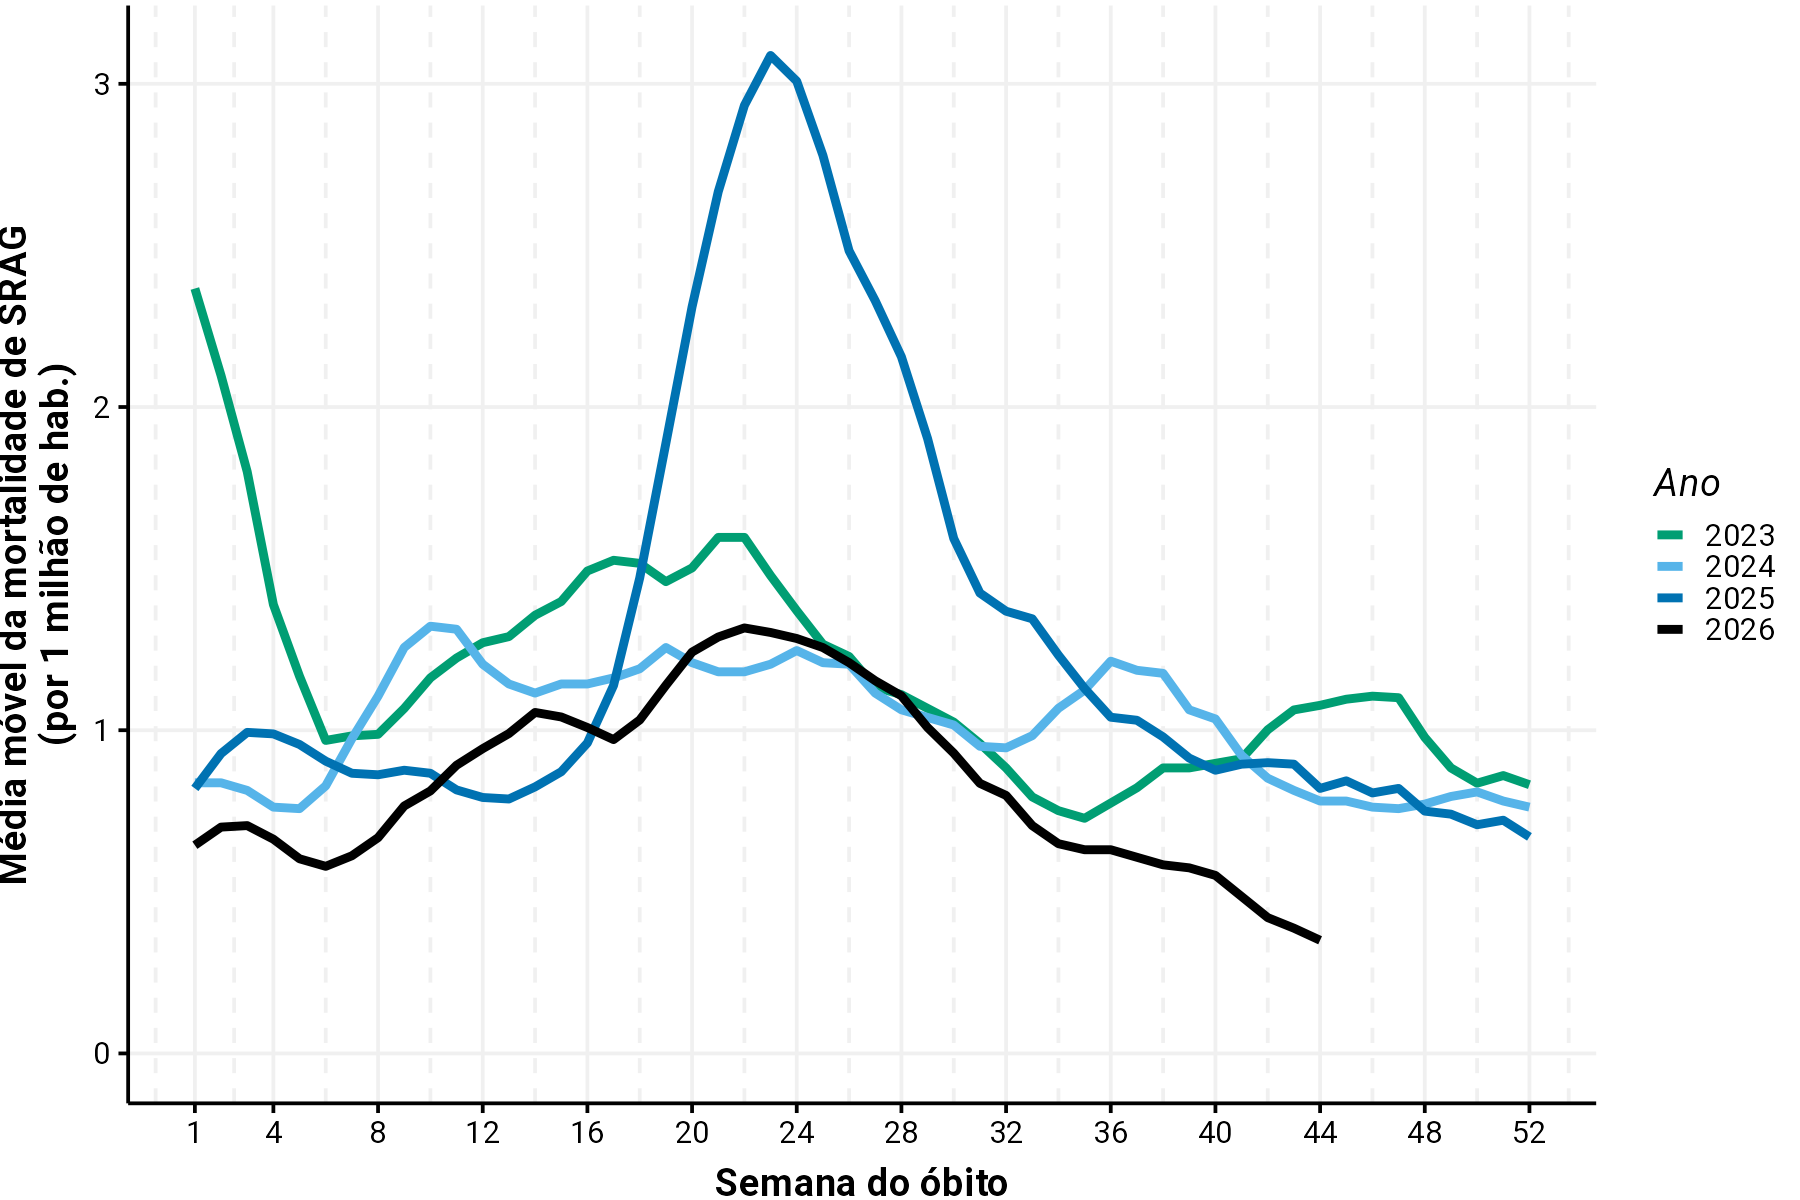 Média móvel da mortalidade de SRAG
(por 1 milhão de hab.)
3
2
1
0
1 4 8 12 16 20 24 28 32 36 40 44 48 52
Semana do óbito
Ano
2023
2024
2025
2026